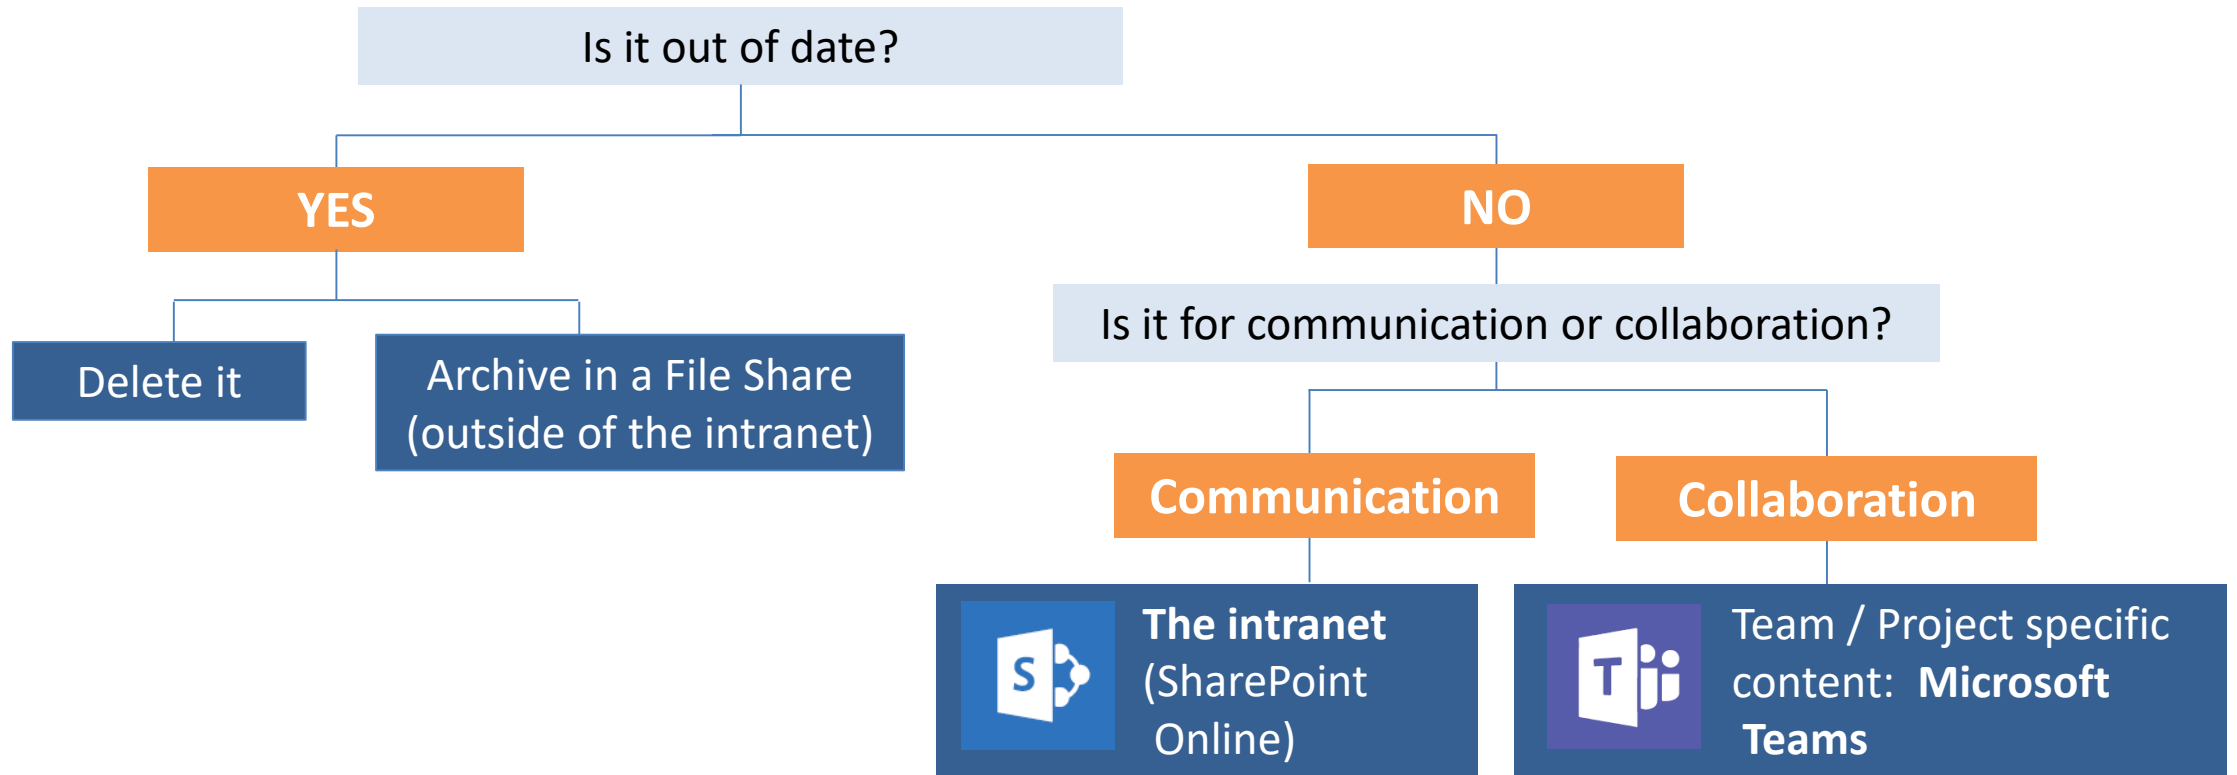 Is it out of date?
YES
NO
Delete it
Archive in a File Share
(outside of the intranet)
Is it for communication or collaboration?
Communication
Collaboration
S
The intranet
(SharePoint
Online)
T
Team / Project specific
content: Microsoft
Teams